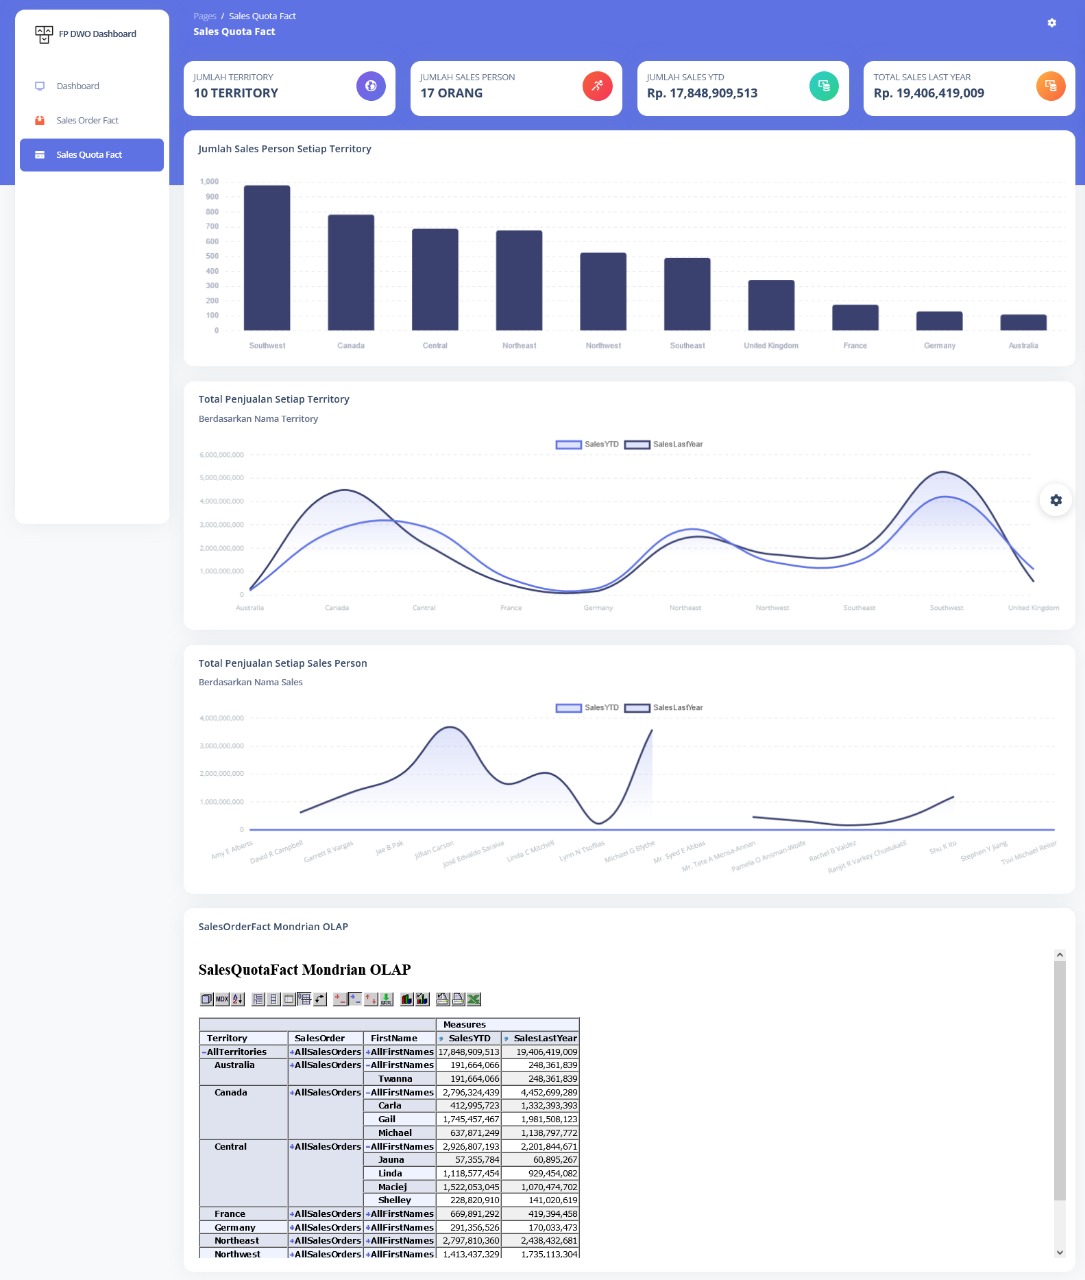 FP DWO Dashboard
Dashboard
Sales Order Fact
Sales Quota Fact
Pages / Sales Quota Fact
Sales Quota Fact
JUMLAH TERRITORY
10 TERRITORY
JUMLAH SALES PERSON
17 ORANG
JUMLAH SALES YTD
Rp. 17,848,909,513
TOTAL SALES LAST YEAR
Rp. 19,406,419,009
Jumlah Sales Person Setiap Territory
1,000
900
800
700
600
500
400
300
200
100
0
Southwest Canada Central Northeast Northwest Southeast United Kingdom France Germany Australia
Total Penjualan Setiap Territory
Berdasarkan Nama Territory
SalesYTD SalesLastYear
6,000,000,000
5,000,000,000
4,000,000,000
3,000,000,000
2,000,000,000
1,000,000,000
0
Australia Canada Central France Germany Northeast Northwest Southeast Southwest United Kingdom
Total Penjualan Setiap Sales Person
Berdasarkan Nama Sales
SalesYTD SalesLastYear
4,000,000,000
3,000,000,000
2,000,000,000
1,000,000,000
0
Amy E Alberts David R Campbell Garrett R Vargas Jae B Pak Jillian Carson José Edvaldo Saraiva Linda C Mitchell Lynn N Tsoflias Michael G Blythe Mr. Syed E Abbas Mr. Tete A Mensa-Annan Pamela O Ansman-Wolfe Rachel B Valdez Ranjit R Varkey Chudukatil Shu K Ito Stephen Y Jiang Tsvi Michael Reiter
SalesOrderFact Mondrian OLAP
SalesQuotaFact Mondrian OLAP
MDX
Measures
Territory SalesOrder FirstName SalesYTD SalesLastYear
−AllTerritories +AllSalesOrders +AllFirstNames 17,848,909,513 19,406,419,009
Australia +AllSalesOrders −AllFirstNames 191,664,066 248,361,839
Twanna 191,664,066 248,361,839
Canada +AllSalesOrders −AllFirstNames 2,796,324,439 4,452,699,289
Carla 412,995,723 1,332,393,393
Gail 1,745,457,467 1,981,508,123
Michael 637,871,249 1,138,797,772
Central +AllSalesOrders −AllFirstNames 2,926,807,193 2,201,844,671
Jauna 57,355,784 60,895,267
Linda 1,118,577,454 929,454,082
Maciej 1,522,053,045 1,070,474,702
Shelley 228,820,910 141,020,619
France +AllSalesOrders +AllFirstNames 669,891,292 419,394,458
Germany +AllSalesOrders +AllFirstNames 291,356,526 170,033,473
Northeast +AllSalesOrders +AllFirstNames 2,797,810,360 2,438,432,681
Northwest +AllSalesOrders +AllFirstNames 1,413,437,329 1,735,113,304